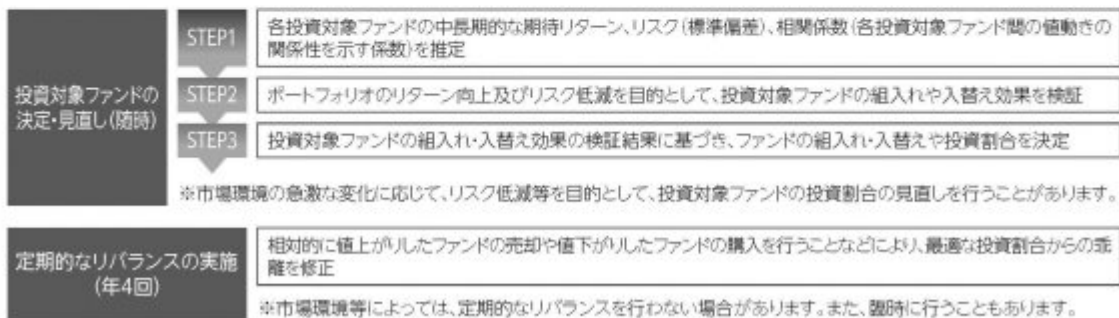 投資対象ファンドの
決定・見直し(随時)
STEP1
各投資対象ファンドの中長期的な期待リターン、リスク(標準偏差)、相関係数(各投資対象ファンド間の値動きの
関係性を示す係数)を推定
STEP2
ポートフォリオのリターン向上及びリスク低減を目的として、投資対象ファンドの組入れや入替え効果を検証
STEP3
投資対象ファンドの組入れ・入替え効果の検証結果に基づき、ファンドの組入れ・入替えや投資割合を決定
※市場環境の急激な変化に応じて、リスク低減等を目的として、投資対象ファンドの投資割合の見直しを行うことがあります。
定期的なリバランスの実施
(年4回)
相対的に値上がりしたファンドの売却や値下がりしたファンドの購入を行うことなどにより、最適な投資割合からの乖
離を修正
※市場環境等によっては、定期的なリバランスを行わない場合があります。また、臨時に行うこともあります。